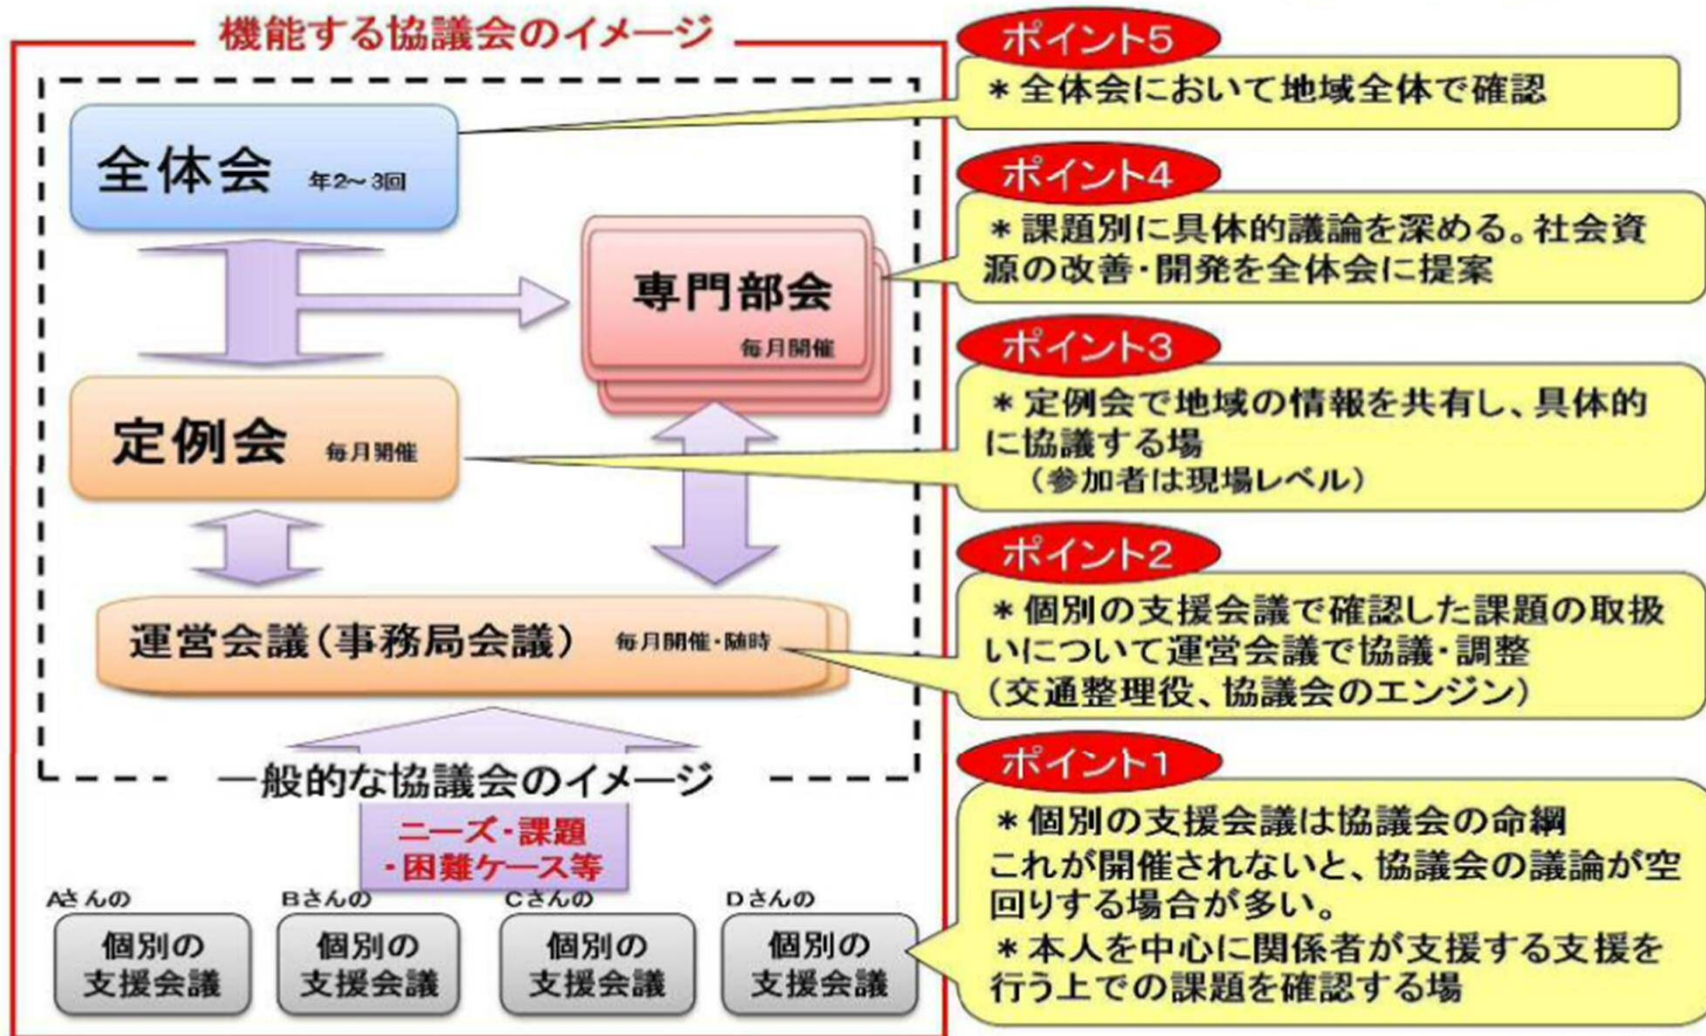 機能する協議会のイメージ
全体会 年2～3回
専門部会
毎月開催
定例会 毎月開催
運営会議(事務局会議) 毎月開催・随時
一般的な協議会のイメージ
ニーズ・課題
・困難ケース等
Aさんの
個別の
支援会議
Bさんの
個別の
支援会議
Cさんの
個別の
支援会議
Dさんの
個別の
支援会議
ポイント5
＊全体会において地域全体で確認
ポイント4
＊課題別に具体的議論を深める。社会資
源の改善・開発を全体会に提案
ポイント3
＊定例会で地域の情報を共有し、具体的
に協議する場
(参加者は現場レベル)
ポイント2
＊個別の支援会議で確認した課題の取扱
いについて運営会議で協議・調整
(交通整理役、協議会のエンジン)
ポイント1
＊個別の支援会議は協議会の命綱
これが開催されないと、協議会の議論が空
回りする場合が多い。
＊本人を中心に関係者が支援する支援を
行う上での課題を確認する場